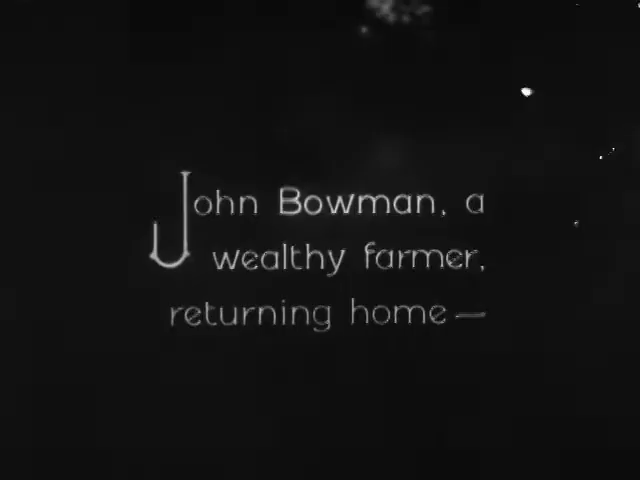 John Bowman, a
wealthy farmer,
returning home—